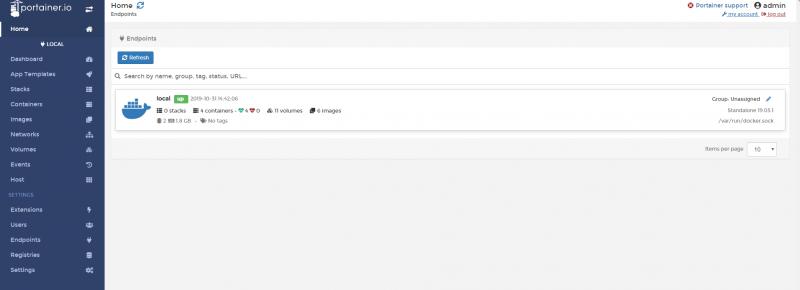 portainer.io
Home
LOCAL
Dashboard
App Templates
Stacks
Containers
Images
Networks
Volumes
Events
Host
SETTINGS
Extensions
Users
Endpoints
Registries
Settings
Home
Endpoints
Portainer support admin
my account log out
Endpoints
Refresh
Search by name, group, tag, status, URL...
local up 2019-10-31 14:42:06 Group: Unassigned
0 stacks 4 containers - 4 0 11 volumes 6 images Standalone 19.03.1
2 1.8 GB - No tags /var/run/docker.sock
Items per page 10